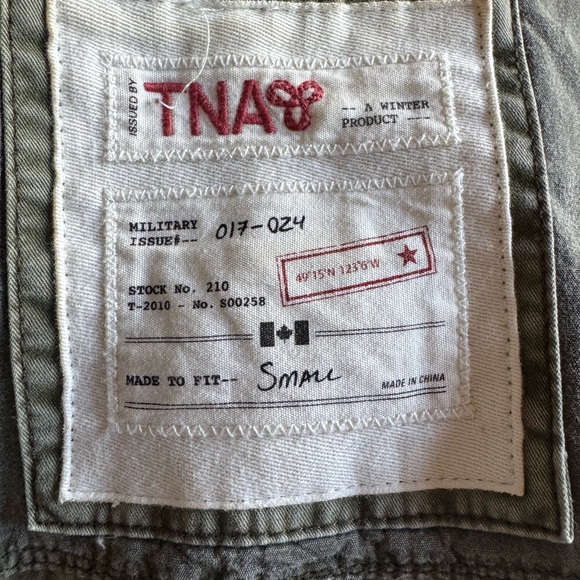 ISSUED BY
TNA
-- A WINTER
PRODUCT ---
MILITARY
ISSUE#-- 017-024
49°15'N 123°6'W
STOCK No. 210
T-2010 - No. S00258
MADE TO FIT-- SMALL
MADE IN CHINA